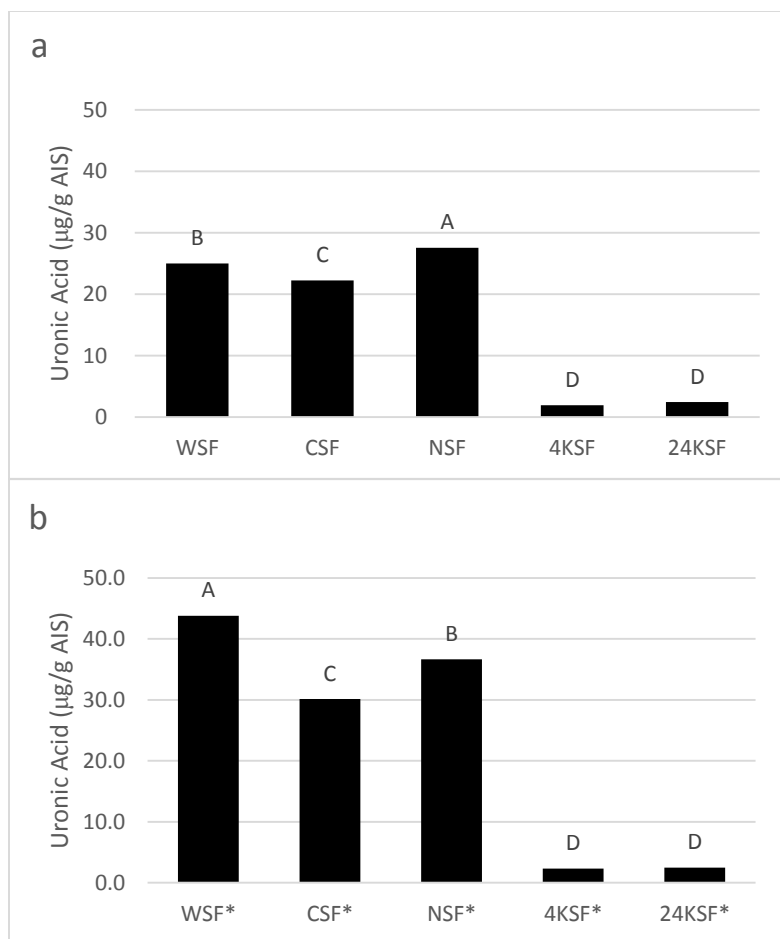 a
Uronic Acid (µg/g AIS)
50
40
30
20
10
0
B
C
A
D
D
WSF CSF NSF 4KSF 24KSF
b
Uronic Acid (µg/g AIS)
50.0
40.0
30.0
20.0
10.0
0.0
A
C
B
D
D
WSF* CSF* NSF* 4KSF* 24KSF*